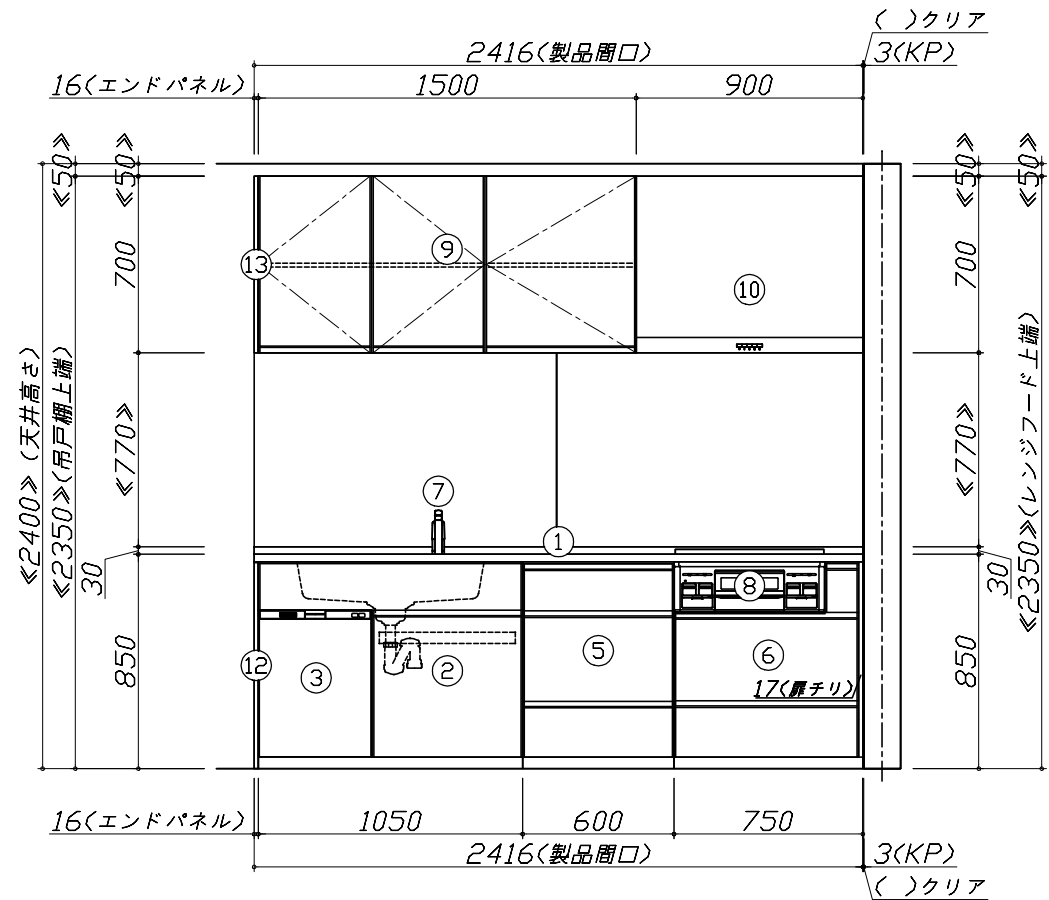 ( )クリア
2416(製品間口)
3(KP)
16(エンドパネル)
1500
900
≪50≫
≪50≫
≪50≫
≪50≫
700
700
⑬
⑨
⑩
≪2400≫(天井高さ)
≪2350≫(吊戸棚上端)
≪770≫
≪770≫
≪2350≫(レンジフード上端)
⑦
①
30
30
⑧
850
850
⑫
③
②
⑤
⑥
17(扉チリ)
16(エンドパネル)
1050
600
750
2416(製品間口)
3(KP)
( )クリア